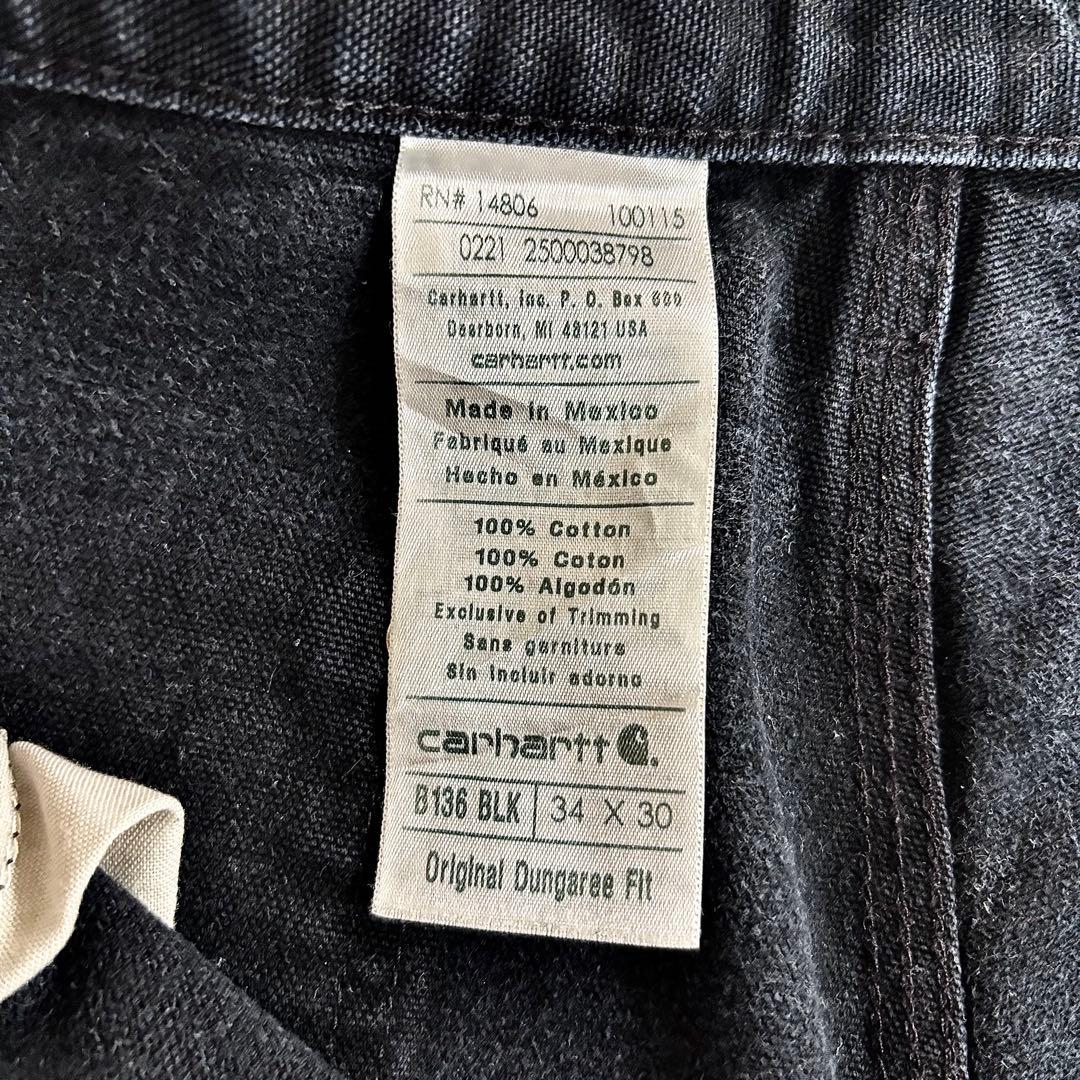 RN# 14806 100115
0221 2500038798
Carhartt, Inc. P. O. Box 600
Dearborn, MI 48121 USA
carhartt.com
Made in Mexico
Fabriqué au Mexique
Hecho en México
100% Cotton
100% Coton
100% Algodón
Exclusive of Trimming
Sans garniture
Sin incluir adorno
carhartt
B136 BLK 34 X 30
Original Dungaree Fit